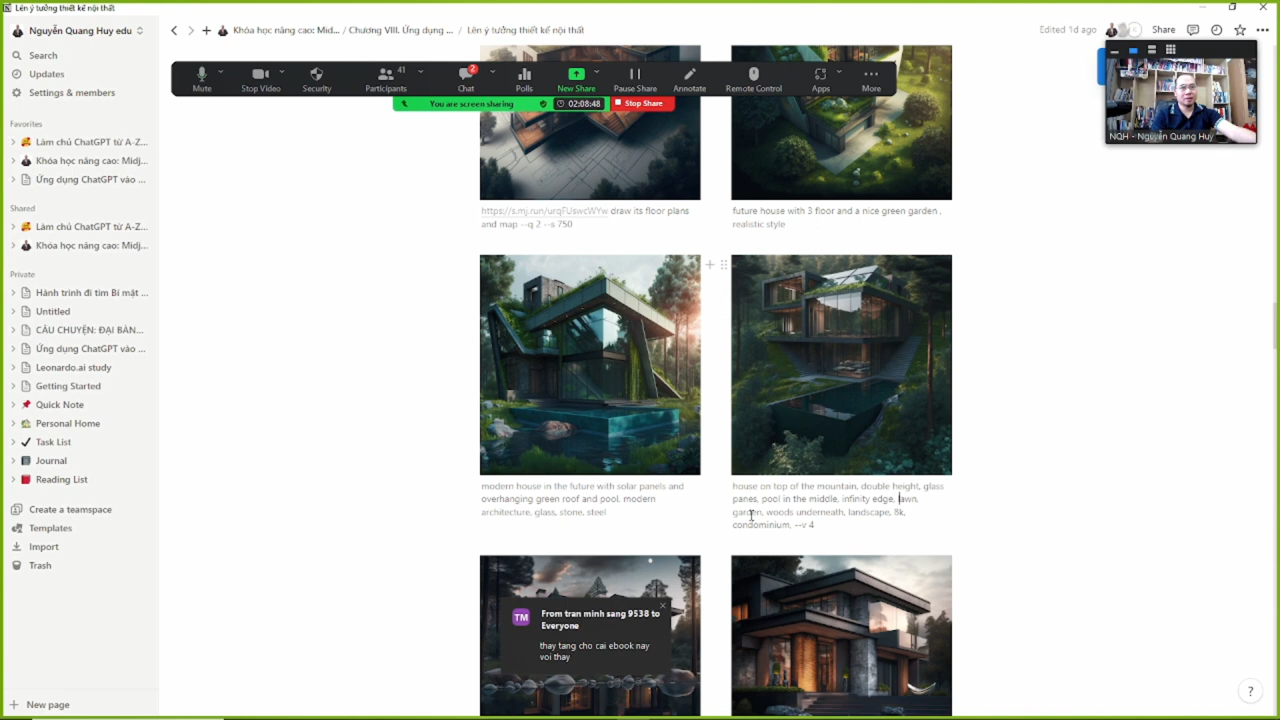 Lên ý tưởng thiết kế nội thất
Nguyễn Quang Huy edu
Search
Updates
Settings & members
Favorites
Làm chủ ChatGPT từ A-Z...
Khóa học nâng cao: Midj...
Ứng dụng ChatGPT vào ...
Shared
Làm chủ ChatGPT từ A-Z...
Khóa học nâng cao: Midj...
Private
Hành trình đi tìm Bí mật ...
Untitled
CÂU CHUYỆN: ĐẠI BÀN...
Ứng dụng ChatGPT vào ...
Leonardo.ai study
Getting Started
Quick Note
Personal Home
Task List
Journal
Reading List
Create a teamspace
Templates
Import
Trash
New page
Khóa học nâng cao: Mid... / Chương VIII. Ứng dụng ... / Lên ý tưởng thiết kế nội thất
Edited 1d ago
Share
Mute
Stop Video
Security
Participants
41
Chat
2
Polls
New Share
Pause Share
Annotate
Remote Control
Apps
More
You are screen sharing
02:08:48
Stop Share
NQH - Nguyễn Quang Huy
https://s.mj.run/urqFUswcWYw draw its floor plans
and map --q 2 --s 750
future house with 3 floor and a nice green garden ,
realistic style
modern house in the future with solar panels and
overhanging green roof and pool, modern
architecture, glass, stone, steel
house on top of the mountain, double height, glass
panes, pool in the middle, infinity edge, lawn,
garden, woods underneath, landscape, 8k,
condominium, --v 4
TM
From tran minh sang 9538 to
Everyone
thay tang cho cai ebook nay
voi thay
?